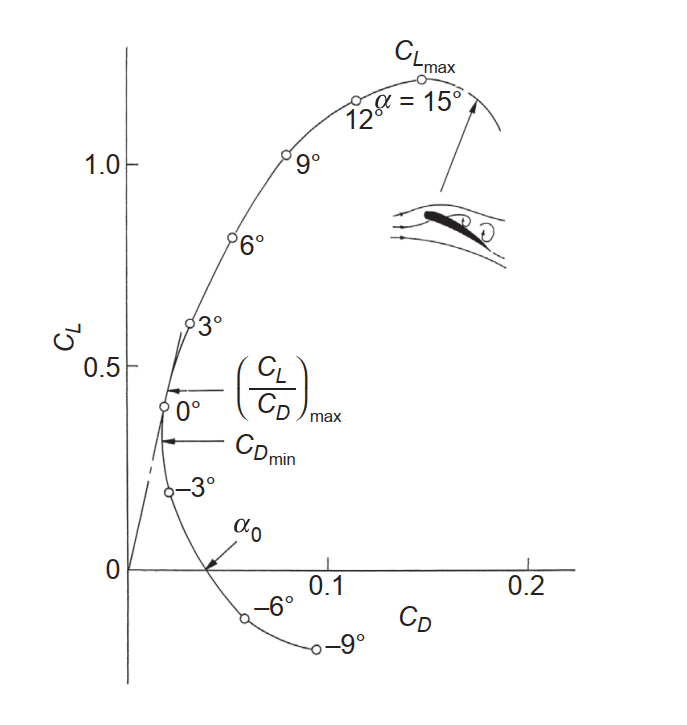 C_Lmax
α = 15°
12°
1.0
9°
6°
3°
C_L
0.5
(C_L / C_D)max
0°
C_Dmin
–3°
α_0
0
0.1
0.2
–6°
C_D
–9°